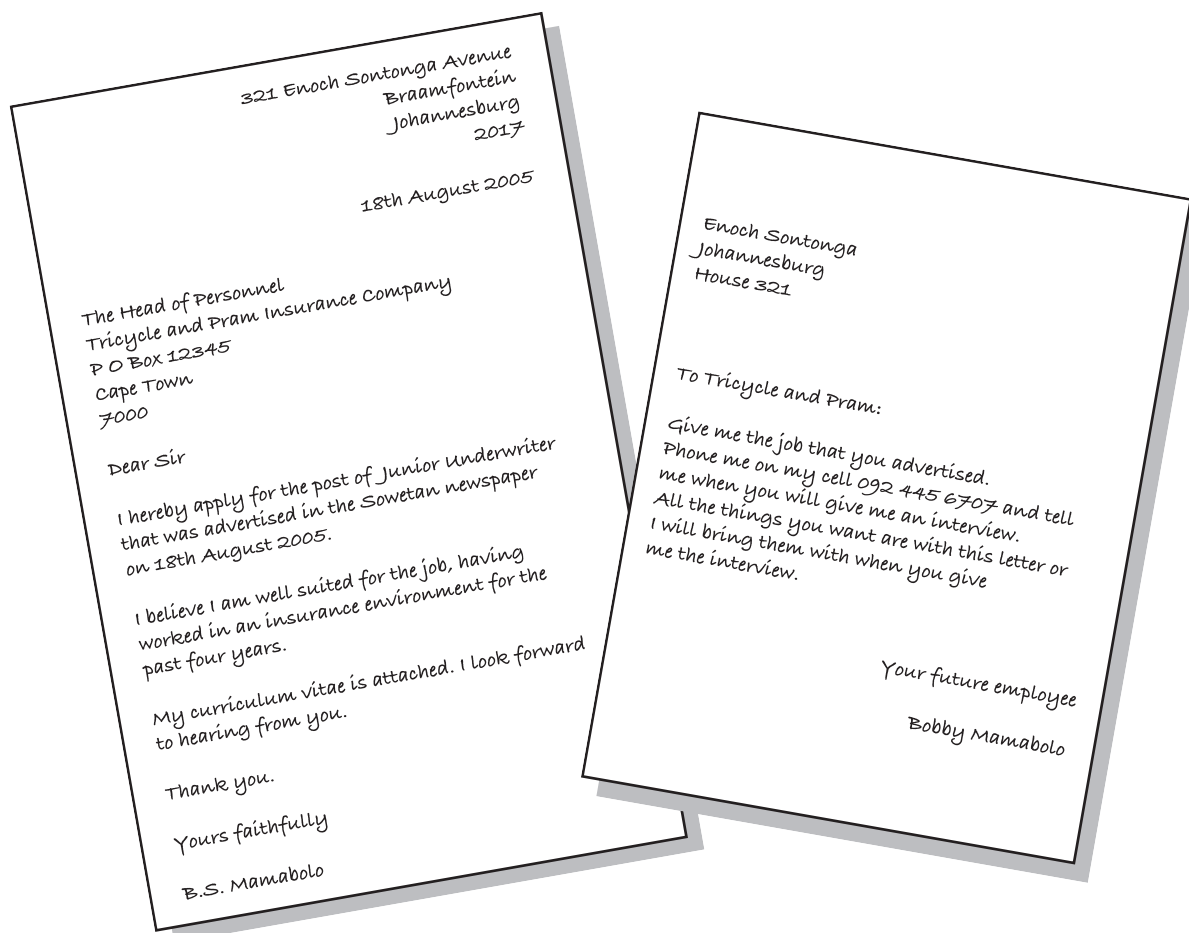 321 Enoch Sontonga Avenue
Braamfontein
Johannesburg
2017
18th August 2005
The Head of Personnel
Tricycle and Pram Insurance Company
P O Box 12345
Cape Town
7000
Dear Sir
I hereby apply for the post of Junior Underwriter
that was advertised in the Sowetan newspaper
on 18th August 2005.
I believe I am well suited for the job, having
worked in an insurance environment for the
past four years.
My curriculum vitae is attached. I look forward
to hearing from you.
Thank you.
Yours faithfully
B.S. Mamabolo
Enoch Sontonga
Johannesburg
House 321
To Tricycle and Pram:
Give me the job that you advertised.
Phone me on my cell 092 445 6707 and tell
me when you will give me an interview.
All the things you want are with this letter or
I will bring them with when you give
me the interview.
Your future employee
Bobby Mamabolo